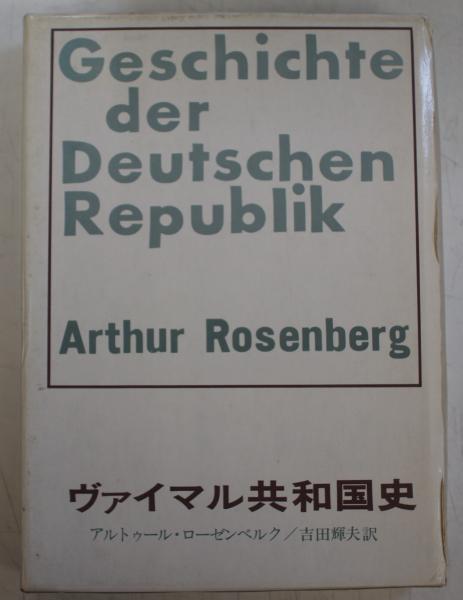 Geschichte
der
Deutschen
Republik
Arthur Rosenberg
ヴァイマル共和国史
アルトゥール・ローゼンベルク／吉田輝夫訳